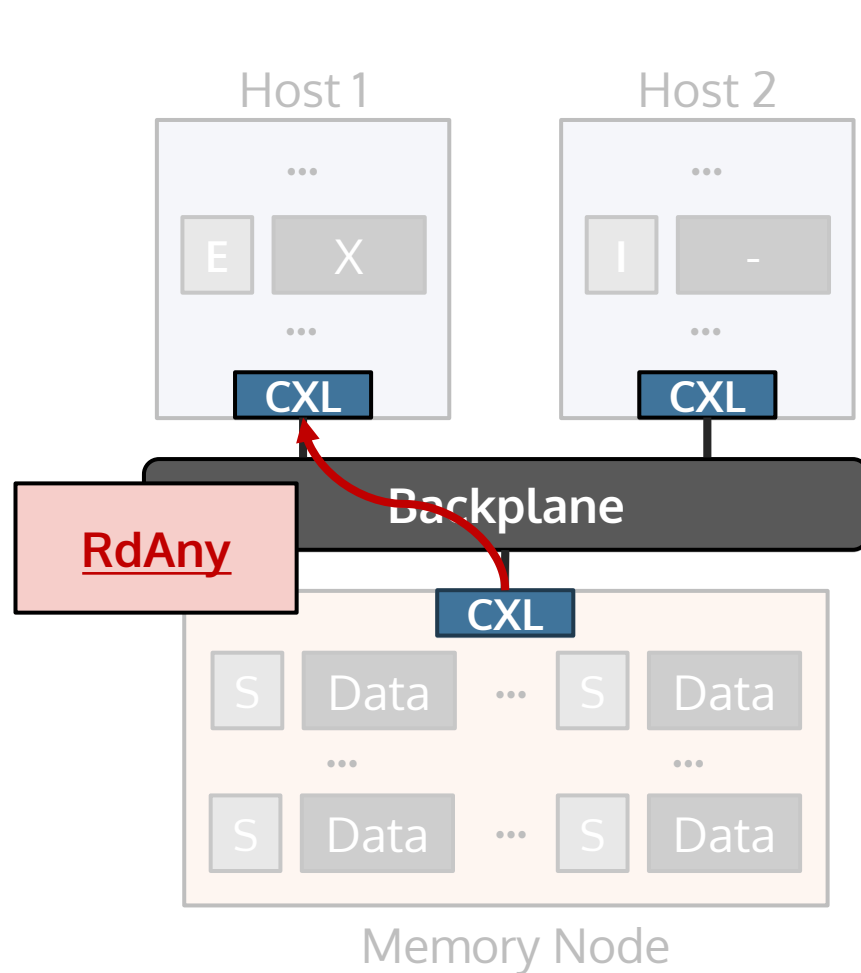 Host 1
Host 2
...
...
E X
I -
...
...
CXL
CXL
Backplane
RdAny
CXL
S Data ... S Data
... ...
S Data ... S Data
Memory Node